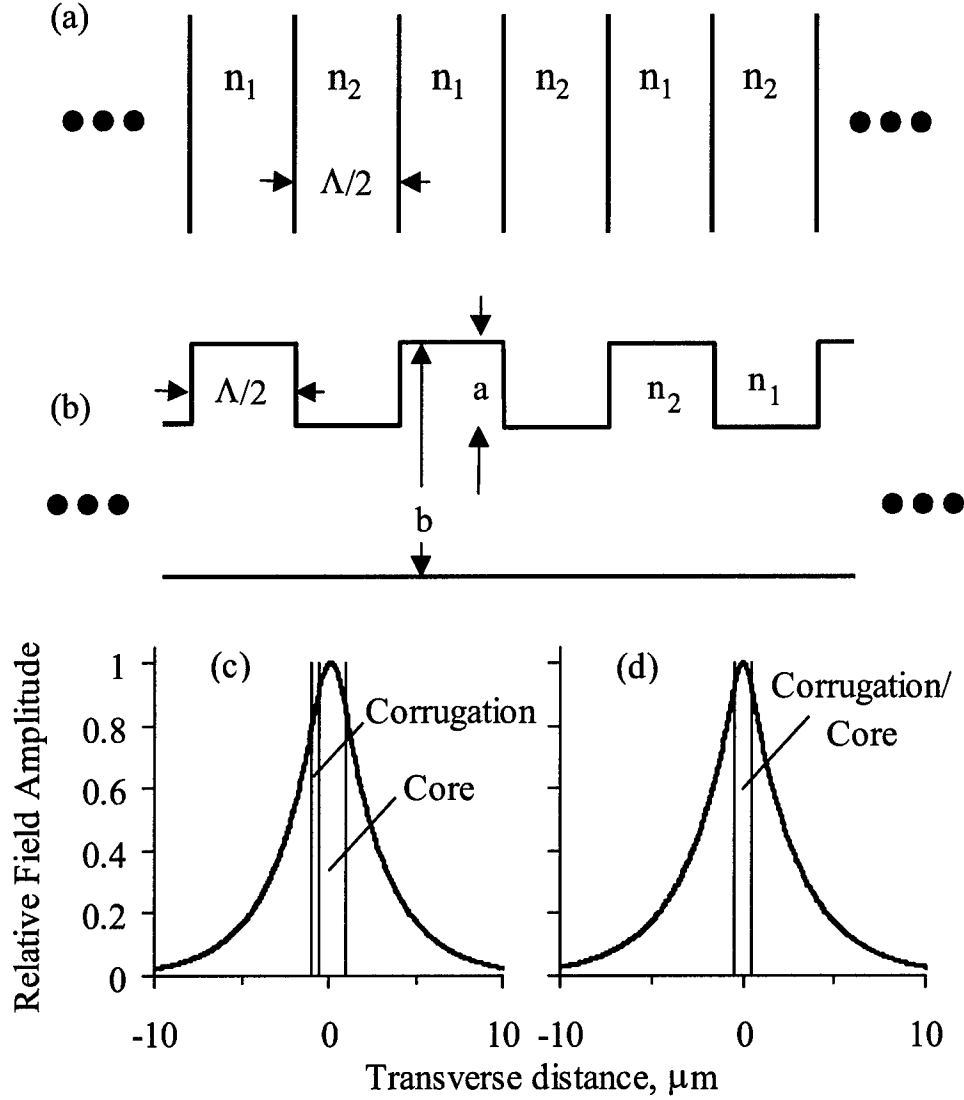 (a)
n1 n2 n1 n2 n1 n2
Λ/2
(b)
Λ/2
a
n2
n1
b
Relative Field Amplitude
(c)
(d)
1
0.8
0.6
0.4
0.2
0
Corrugation
Core
Corrugation/
Core
-10 0 10 -10 0 10
Transverse distance, µm